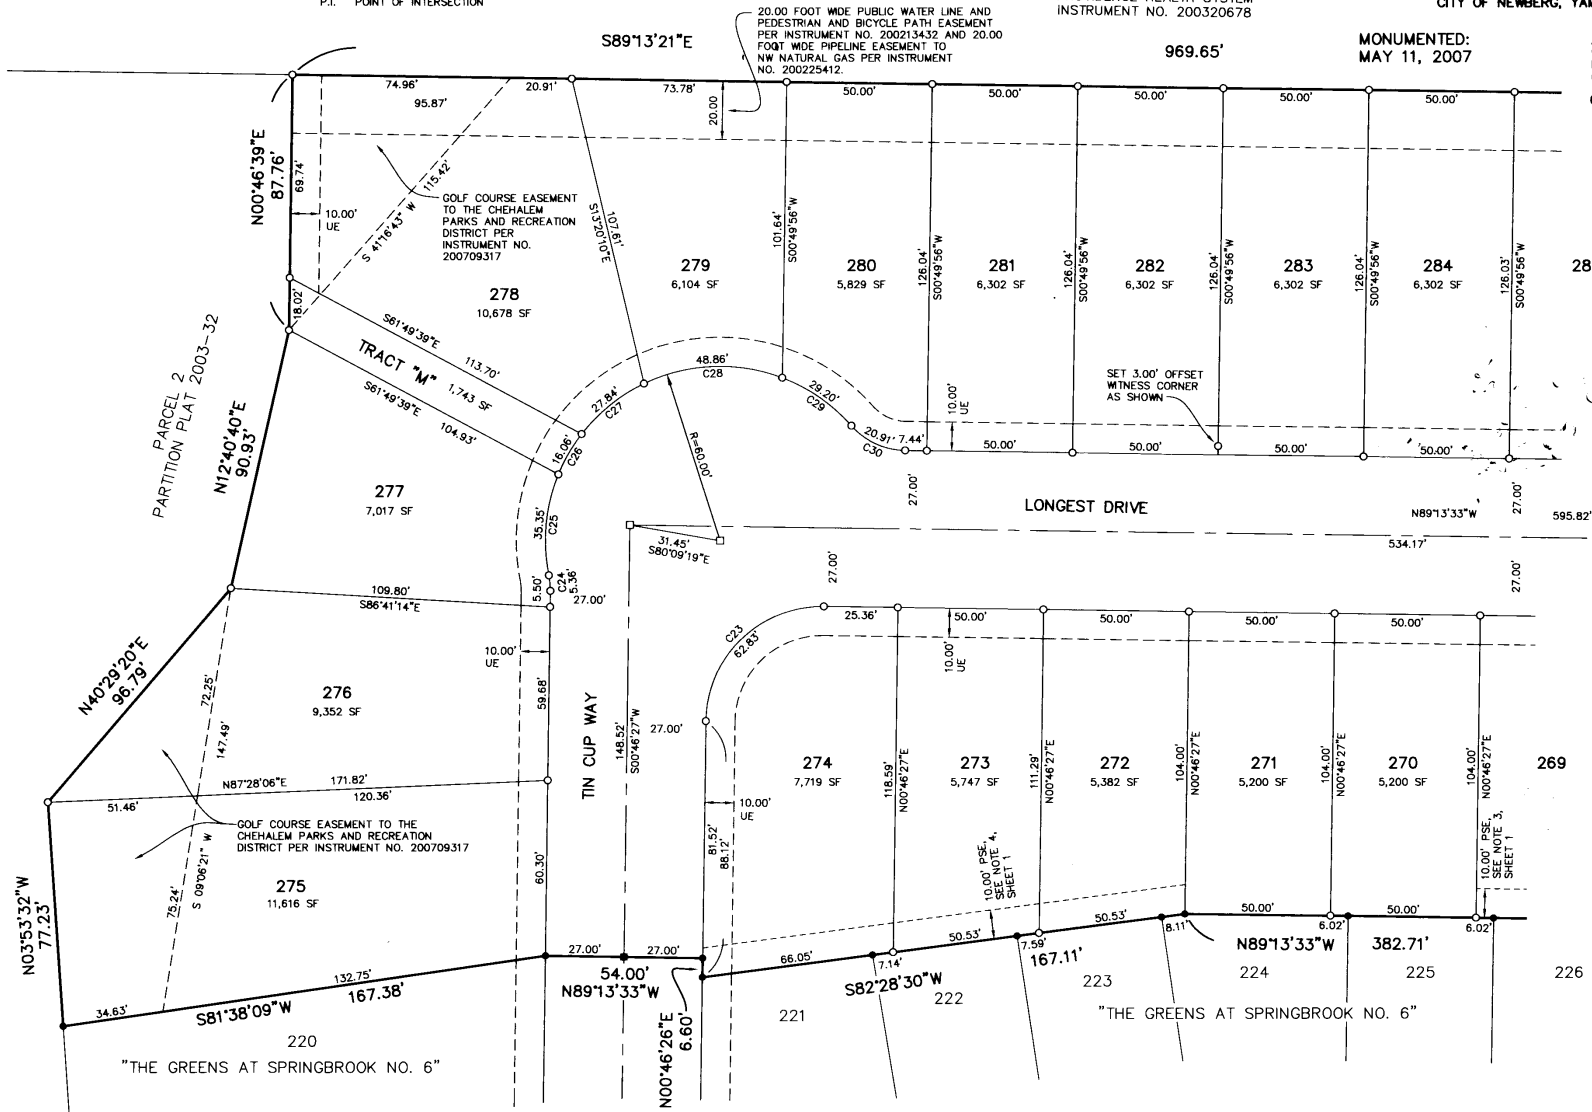 P.I. POINT OF INTERSECTION
20.00 FOOT WIDE PUBLIC WATER LINE AND
PEDESTRIAN AND BICYCLE PATH EASEMENT
PER INSTRUMENT NO. 200213432 AND 20.00
FOOT WIDE PIPELINE EASEMENT TO
NW NATURAL GAS PER INSTRUMENT
NO. 200225412.
HEALTH SYSTEM
INSTRUMENT NO. 200320678
CITY OF NEWBERG, YAM
MONUMENTED:
MAY 11, 2007
S89°13'21"E
969.65'
74.96'
95.87'
20.91'
73.78'
20.00
50.00'
50.00'
50.00'
50.00'
50.00'
N00°46'39"E
87.76'
69.74'
10.00'
UE
18.02'
S 41°16'43" W
115.42'
GOLF COURSE EASEMENT
TO THE CHEHALEM
PARKS AND RECREATION
DISTRICT PER
INSTRUMENT NO.
200709317
107.61'
S13°20'10"E
101.64'
S00°49'56"W
126.04'
S00°49'56"W
126.04'
S00°49'56"W
126.04'
S00°49'56"W
126.04'
S00°49'56"W
126.03'
S00°49'56"W
278
10,678 SF
279
6,104 SF
280
5,829 SF
281
6,302 SF
282
6,302 SF
283
6,302 SF
284
6,302 SF
28
PARCEL 2
PARTITION PLAT 2003-32
S61°49'39"E
113.70'
TRACT "M"
1,743 SF
S61°49'39"E
104.93'
27.84'
C27
48.86'
C28
29.20'
C29
20.91'
C30
7.44'
16.06'
C26
35.35'
C25
R=60.00'
10.00'
UE
SET 3.00' OFFSET
WITNESS CORNER
AS SHOWN
50.00'
50.00'
50.00'
50.00'
N12°40'40"E
90.93'
277
7,017 SF
31.45'
S80°09'19"E
27.00'
LONGEST DRIVE
N89°13'33"W
595.82'
534.17'
27.00'
27.00'
27.00'
109.80'
S86°41'14"E
5.50'
C24
5.36'
27.00'
C23
62.83'
25.36'
50.00'
50.00'
50.00'
50.00'
10.00'
UE
10.00'
UE
N40°29'20"E
96.79'
72.25'
147.49'
276
9,352 SF
59.68'
TIN CUP WAY
148.52'
S00°46'27"W
27.00'
N87°28'06"E
171.82'
51.46'
120.36'
GOLF COURSE EASEMENT TO THE
CHEHALEM PARKS AND RECREATION
DISTRICT PER INSTRUMENT NO. 200709317
S 09°06'21" W
75.24'
275
11,616 SF
60.30'
N03°53'32"W
77.23'
10.00'
UE
81.52'
88.12'
274
7,719 SF
118.59'
N00°46'27"E
273
5,747 SF
111.29'
N00°46'27"E
272
5,382 SF
104.00'
N00°46'27"E
271
5,200 SF
104.00'
N00°46'27"E
270
5,200 SF
104.00'
N00°46'27"E
269
10.00' PSE,
SEE NOTE 4,
SHEET 1
10.00' PSE,
SEE NOTE 3,
SHEET 1
34.63'
132.75'
S81°38'09"W
167.38'
27.00'
27.00'
54.00'
N89°13'33"W
N00°46'26"E
6.60'
66.05'
7.14'
50.53'
7.59'
50.53'
8.11'
S82°28'30"W
167.11'
50.00'
6.02'
50.00'
6.02'
N89°13'33"W
382.71'
220
221
222
223
224
225
226
"THE GREENS AT SPRINGBROOK NO. 6"
"THE GREENS AT SPRINGBROOK NO. 6"